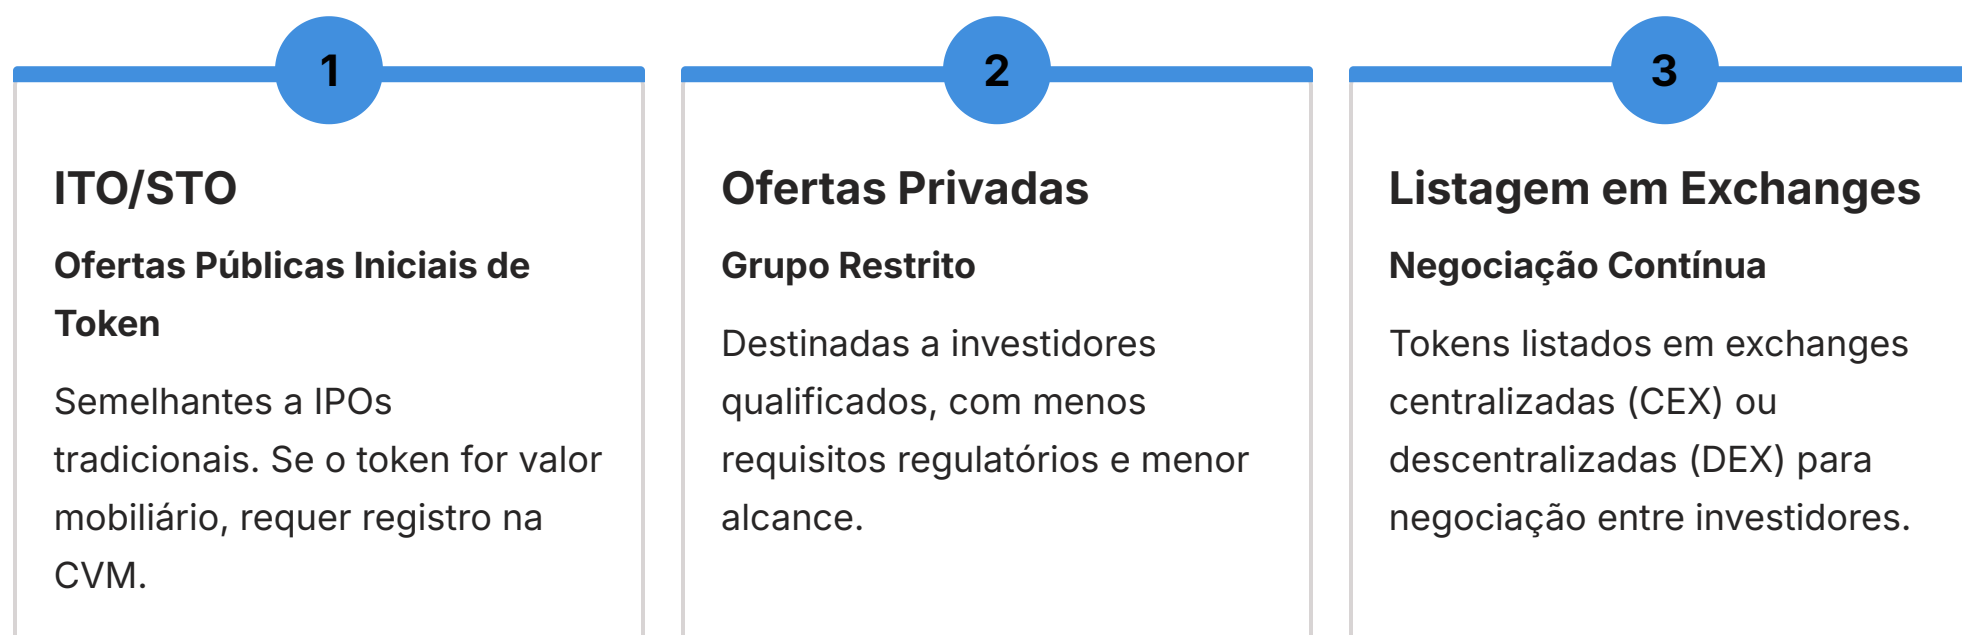 1
ITO/STO
Ofertas Públicas Iniciais de
Token
Semelhantes a IPOs
tradicionais. Se o token for valor
mobiliário, requer registro na
CVM.
2
Ofertas Privadas
Grupo Restrito
Destinadas a investidores
qualificados, com menos
requisitos regulatórios e menor
alcance.
3
Listagem em Exchanges
Negociação Contínua
Tokens listados em exchanges
centralizadas (CEX) ou
descentralizadas (DEX) para
negociação entre investidores.